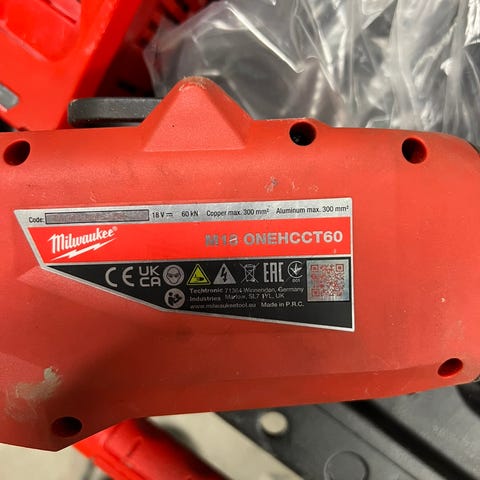 Code: 18 V 60 kN Copper max. 300 mm² Aluminum max. 300 mm²
Milwaukee®
M18 ONEHCCT60
CE UK CA EAC 001
Techtronic 71364 Winnenden, Germany
Industries Marlow, SL7 1YL, UK
www.milwaukeetool.eu Made in P.R.C.